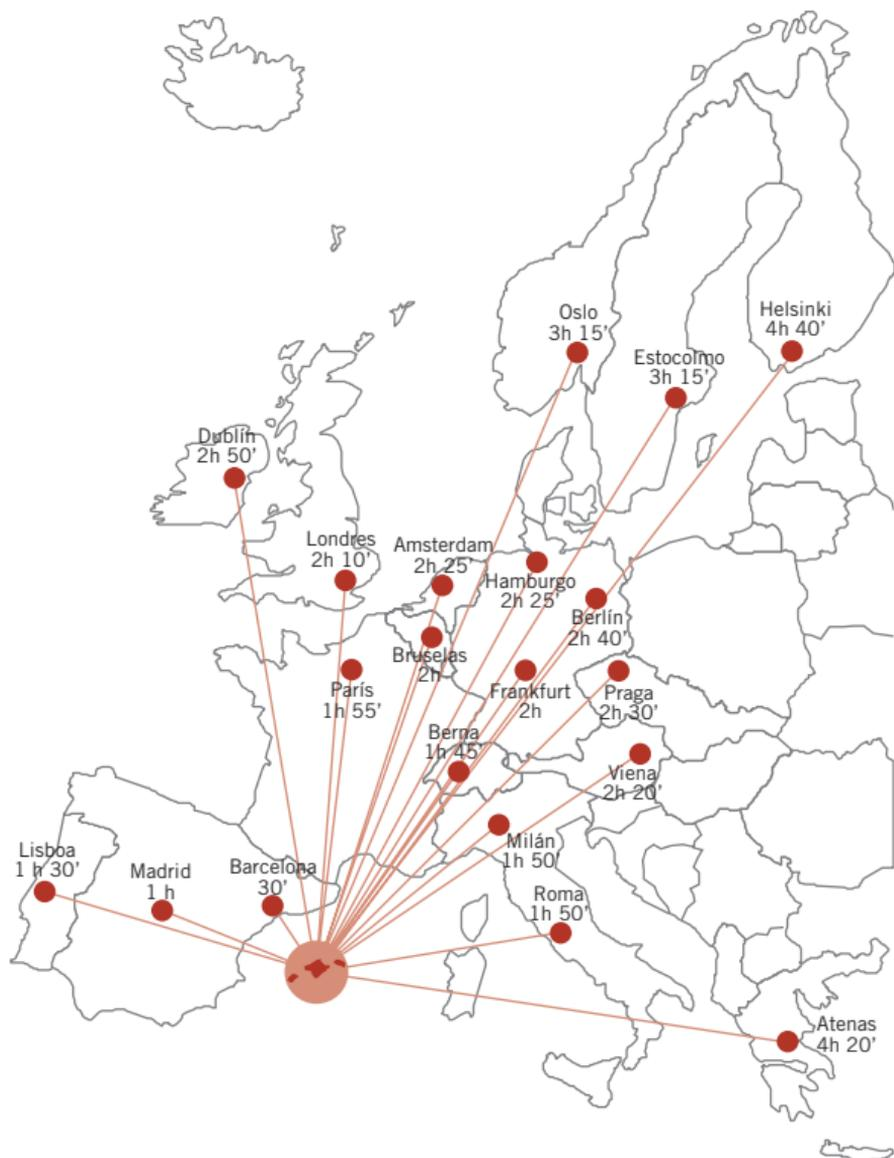 Oslo
3h 15’
Helsinki
4h 40’
Estocolmo
3h 15’
Dublín
2h 50’
Londres
2h 10’
Amsterdam
2h 25’
Hamburgo
2h 25’
Berlín
2h 40’
Bruselas
2h
París
1h 55’
Frankfurt
2h
Praga
2h 30’
Berna
1h 45’
Viena
2h 20’
Milán
1h 50’
Lisboa
1 h 30’
Madrid
1 h
Barcelona
30’
Roma
1h 50’
Atenas
4h 20’